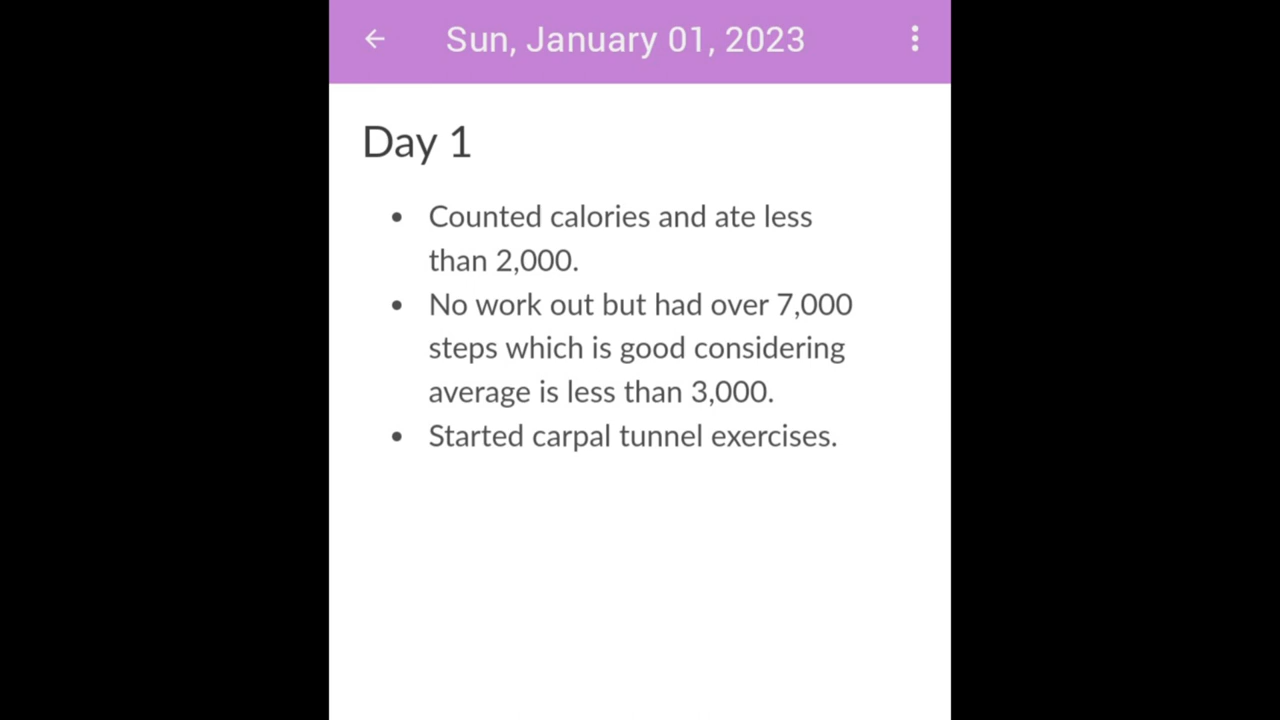 Sun, January 01, 2023
Day 1
• Counted calories and ate less
than 2,000.
• No work out but had over 7,000
steps which is good considering
average is less than 3,000.
• Started carpal tunnel exercises.